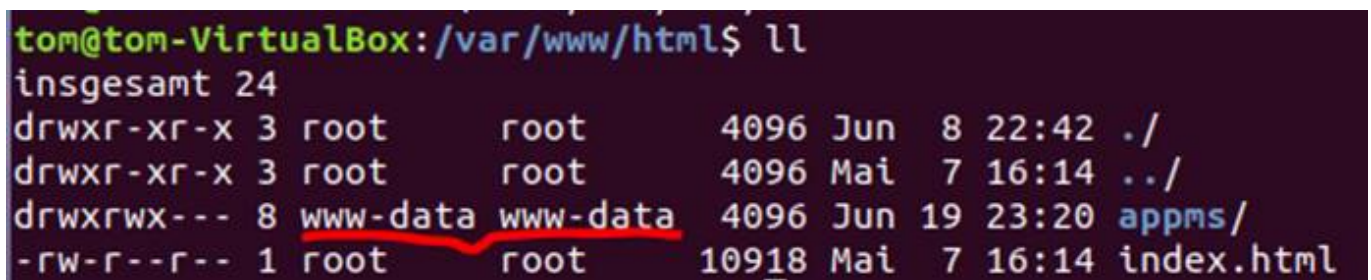 tom@tom-VirtualBox:/var/www/html$ ll
insgesamt 24
drwxr-xr-x 3 root root 4096 Jun 8 22:42 ./
drwxr-xr-x 3 root root 4096 Mai 7 16:14 ../
drwxrwx--- 8 www-data www-data 4096 Jun 19 23:20 appms/
-rw-r--r-- 1 root root 10918 Mai 7 16:14 index.html